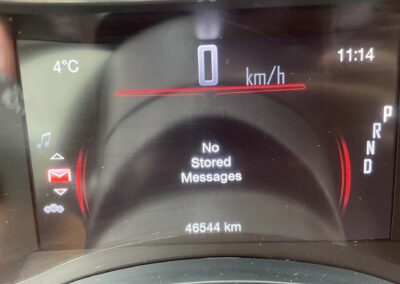 4°C
0 km/h
11:14
P
R
N
D
No
Stored
Messages
46544 km